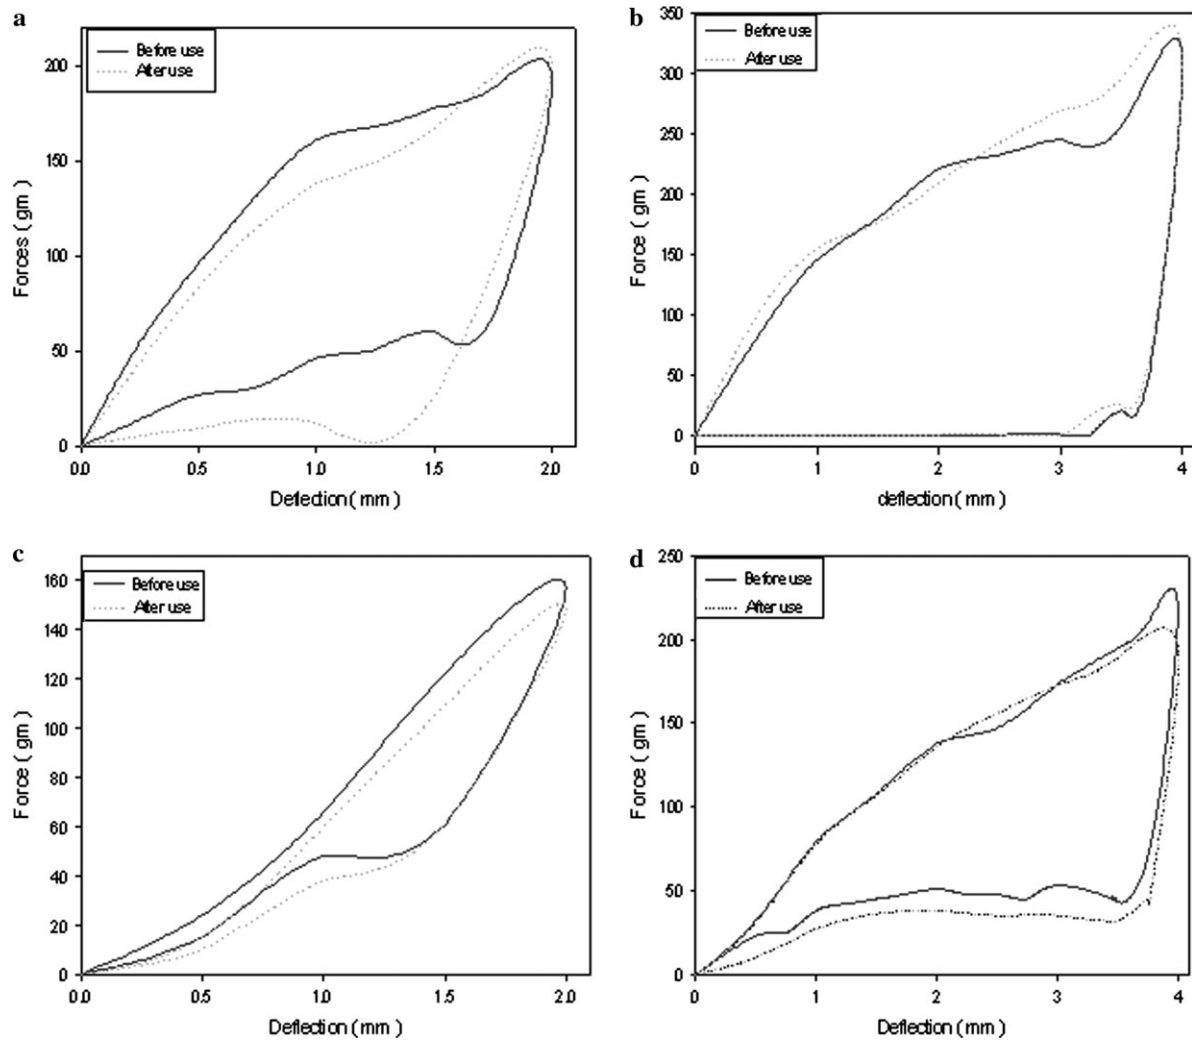 a
Before use
After use
200
150
100
50
0
Forces ( gm )
0.0 0.5 1.0 1.5 2.0
Deflection ( mm )
b
Before use
After use
350
300
250
200
150
100
50
0
Force ( gm )
0 1 2 3 4
deflection ( mm )
c
Before use
After use
160
140
120
100
80
60
40
20
0
Force ( gm )
0.0 0.5 1.0 1.5 2.0
Deflection ( mm )
d
Before use
After use
250
200
150
100
50
0
Force ( gm )
0 1 2 3 4
Deflection ( mm )